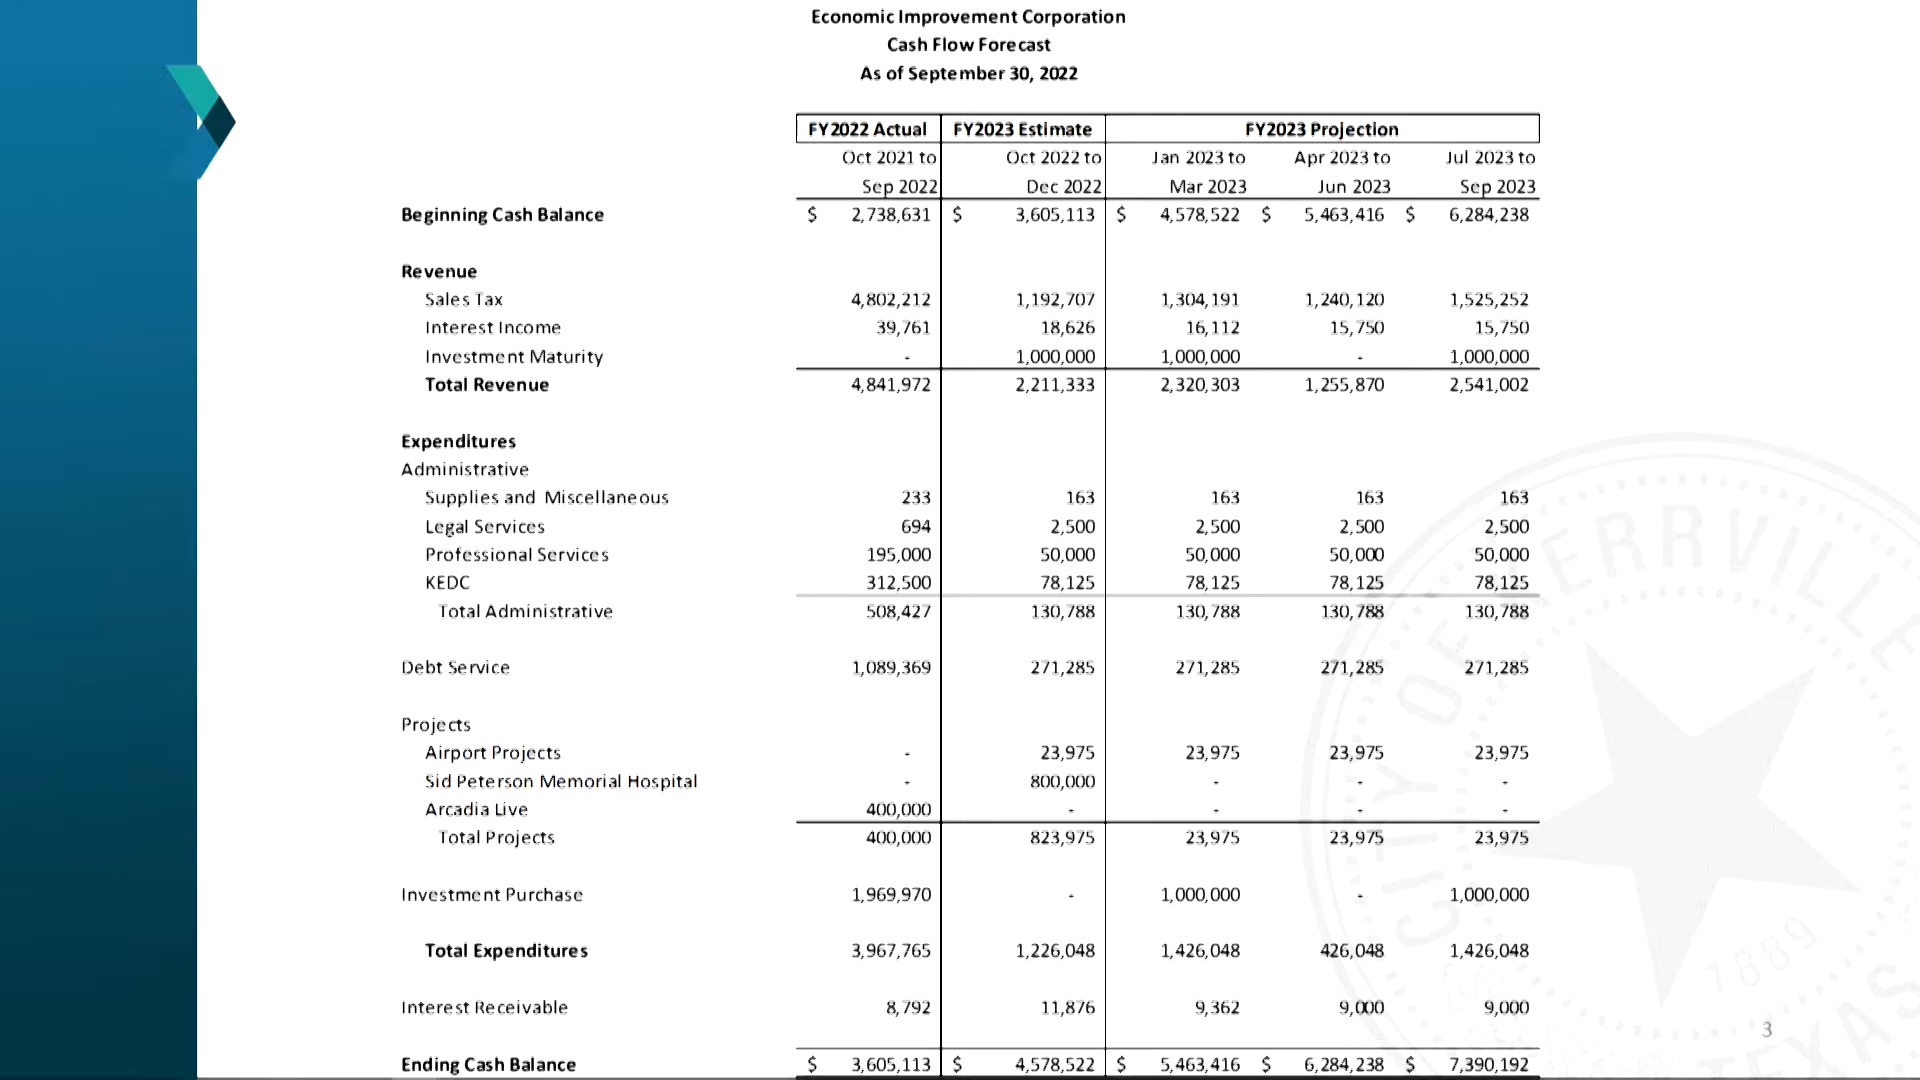 Economic Improvement Corporation
Cash Flow Forecast
As of September 30, 2022
FY2022 Actual FY2023 Estimate FY2023 Projection
Oct 2021 to Oct 2022 to Jan 2023 to Apr 2023 to Jul 2023 to
Sep 2022 Dec 2022 Mar 2023 Jun 2023 Sep 2023
Beginning Cash Balance $ 2,738,631 $ 3,605,113 $ 4,578,522 $ 5,463,416 $ 6,284,238
Revenue
Sales Tax 4,802,212 1,192,707 1,304,191 1,240,120 1,525,252
Interest Income 39,761 18,626 16,112 15,750 15,750
Investment Maturity - 1,000,000 1,000,000 - 1,000,000
Total Revenue 4,841,972 2,211,333 2,320,303 1,255,870 2,541,002
Expenditures
Administrative
Supplies and Miscellaneous 233 163 163 163 163
Legal Services 694 2,500 2,500 2,500 2,500
Professional Services 195,000 50,000 50,000 50,000 50,000
KEDC 312,500 78,125 78,125 78,125 78,125
Total Administrative 508,427 130,788 130,788 130,788 130,788
Debt Service 1,089,369 271,285 271,285 271,285 271,285
Projects
Airport Projects - 23,975 23,975 23,975 23,975
Sid Peterson Memorial Hospital - 800,000 - - -
Arcadia Live 400,000 - - - -
Total Projects 400,000 823,975 23,975 23,975 23,975
Investment Purchase 1,969,970 - 1,000,000 - 1,000,000
Total Expenditures 3,967,765 1,226,048 1,426,048 426,048 1,426,048
Interest Receivable 8,792 11,876 9,362 9,000 9,000
Ending Cash Balance $ 3,605,113 $ 4,578,522 $ 5,463,416 $ 6,284,238 $ 7,390,192
CITY OF KERRVILLE
1889
TEXAS
3